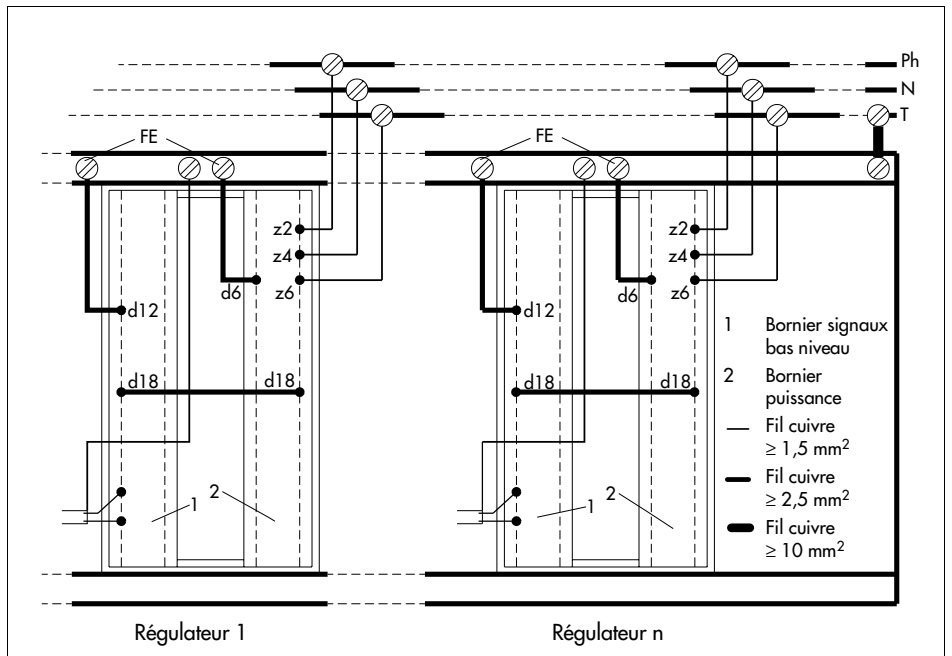 Ph
N
T
FE
FE
z2
z4
z6
d6
d12
d18
d18
1
2
z2
z4
z6
d6
d12
d18
d18
1
2
1 Bornier signaux
bas niveau
2 Bornier
puissance
Fil cuivre
≥ 1,5 mm²
Fil cuivre
≥ 2,5 mm²
Fil cuivre
≥ 10 mm²
Régulateur 1
Régulateur n